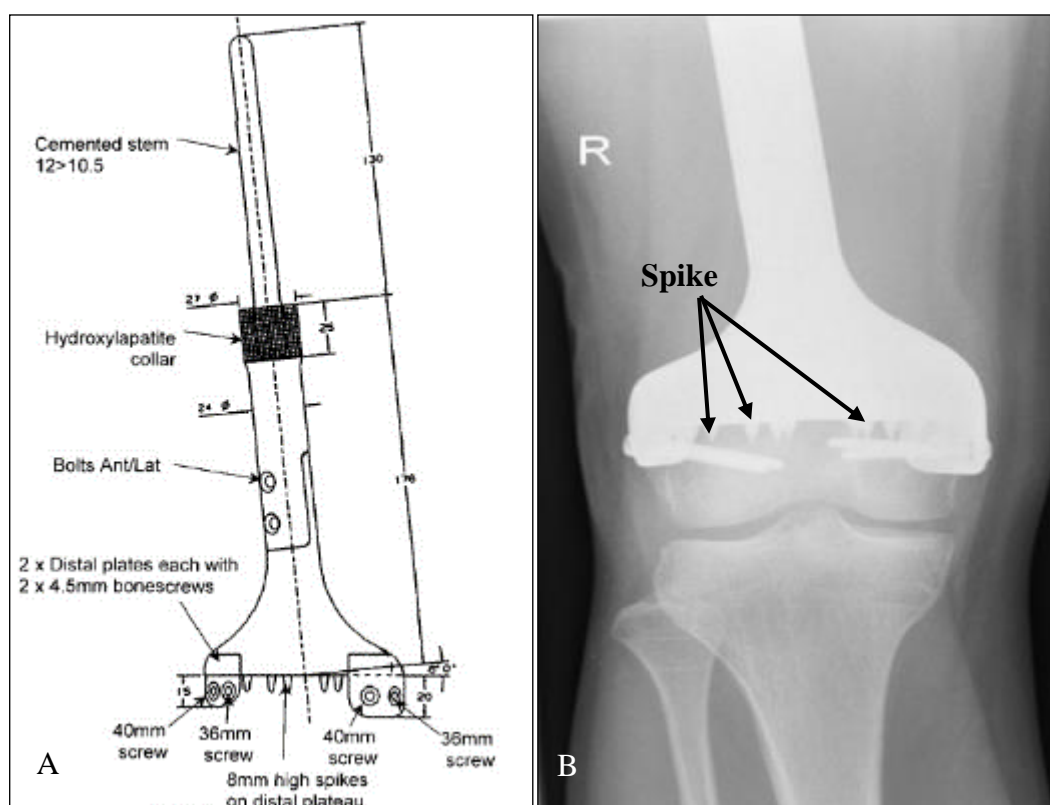 Cemented stem
12>10.5
130
27 ø
Hydroxylapatite
collar
24 ø
Bolts Ant/Lat
176
2 x Distal plates each with
2 x 4.5mm bonescrews
15
20
40mm
screw
36mm
screw
40mm
screw
36mm
screw
8mm high spikes
on distal plateau
A
R
Spike
B